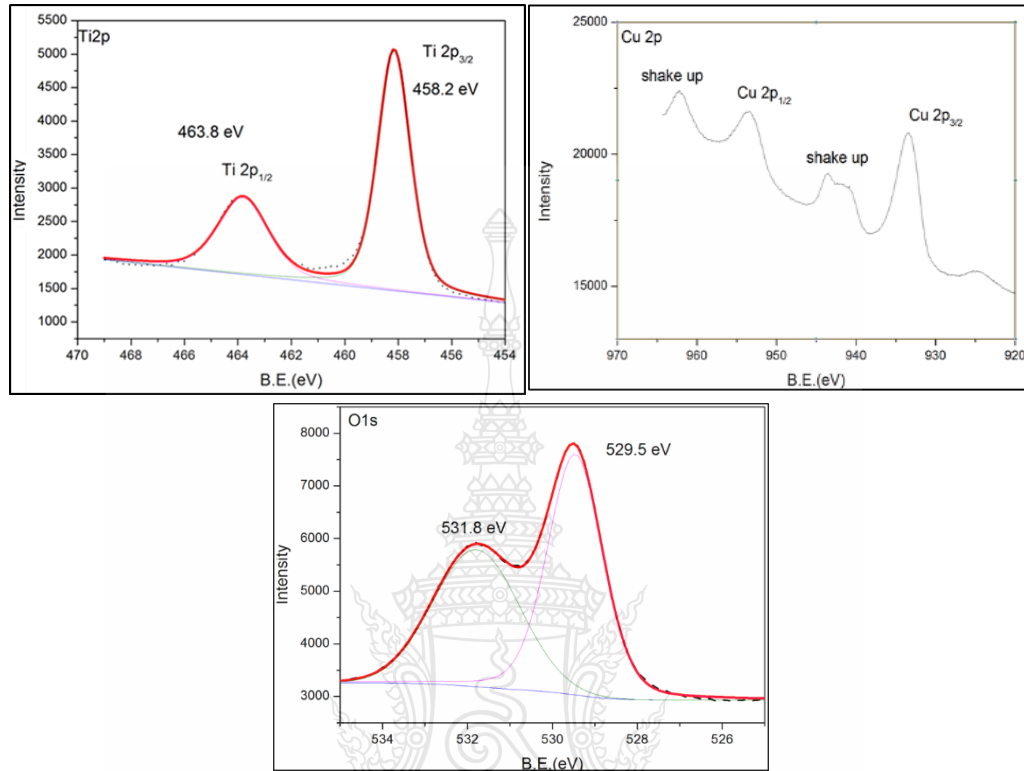 Ti2p
Ti 2p3/2
458.2 eV
463.8 eV
Ti 2p1/2
Intensity
5500
5000
4500
4000
3500
3000
2500
2000
1500
1000
470 468 466 464 462 460 458 456 454
B.E.(eV)
Cu 2p
shake up
Cu 2p1/2
shake up
Cu 2p3/2
Intensity
25000
20000
15000
970 960 950 940 930 920
B.E.(eV)
O1s
529.5 eV
531.8 eV
Intensity
8000
7000
6000
5000
4000
3000
534 532 530 528 526
B.E.(eV)